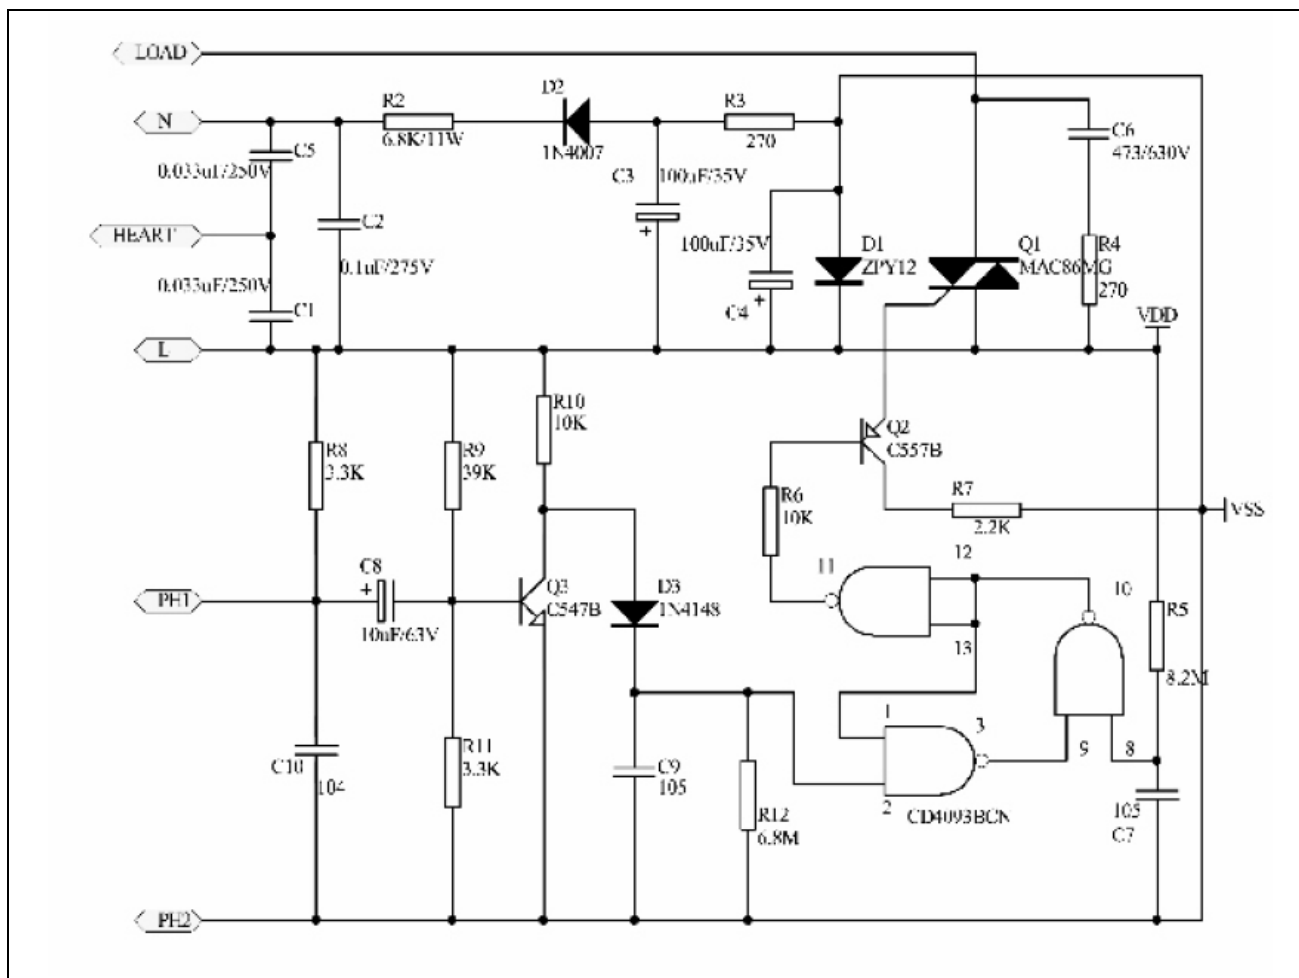 LOAD
N
R2
6.8K/11W
D2
1N4007
R3
270
C6
473/630V
C5
0.033uF/250V
C3
100uF/35V
HEART
C2
0.1uF/275V
100uF/35V
C4
D1
ZPY12
Q1
MAC86MG
R4
270
0.033uF/250V
C1
VDD
L
R10
10K
R8
3.3K
R9
39K
Q2
C557B
R6
10K
R7
2.2K
VSS
12
11
10
C8
+
10uF/63V
Q3
C547B
D3
1N4148
PH1
13
R5
8.2M
1
3
R11
3.3K
C10
104
C9
105
9
8
2
R12
6.8M
CD4093BCN
105
C7
PH2